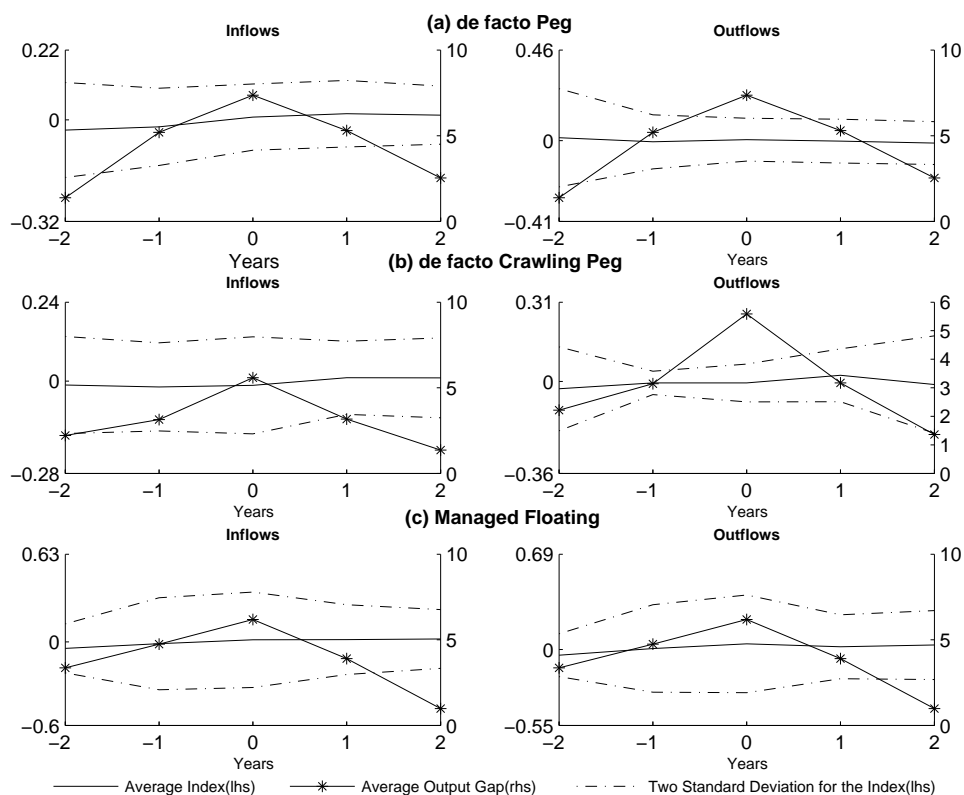 (a) de facto Peg
Inflows
Outflows
0.22
0
−0.32
10
5
0
−2 −1 0 1 2
Years
0.46
0
−0.41
10
5
0
−2 −1 0 1 2
Years
(b) de facto Crawling Peg
Inflows
Outflows
0.24
0
−0.28
10
5
0
−2 −1 0 1 2
Years
0.31
0
−0.36
6
5
4
3
2
1
0
−2 −1 0 1 2
Years
(c) Managed Floating
Inflows
Outflows
0.63
0
−0.6
10
5
0
−2 −1 0 1 2
Years
0.69
0
−0.55
10
5
0
−2 −1 0 1 2
Years
Average Index(lhs) Average Output Gap(rhs) Two Standard Deviation for the Index(lhs)